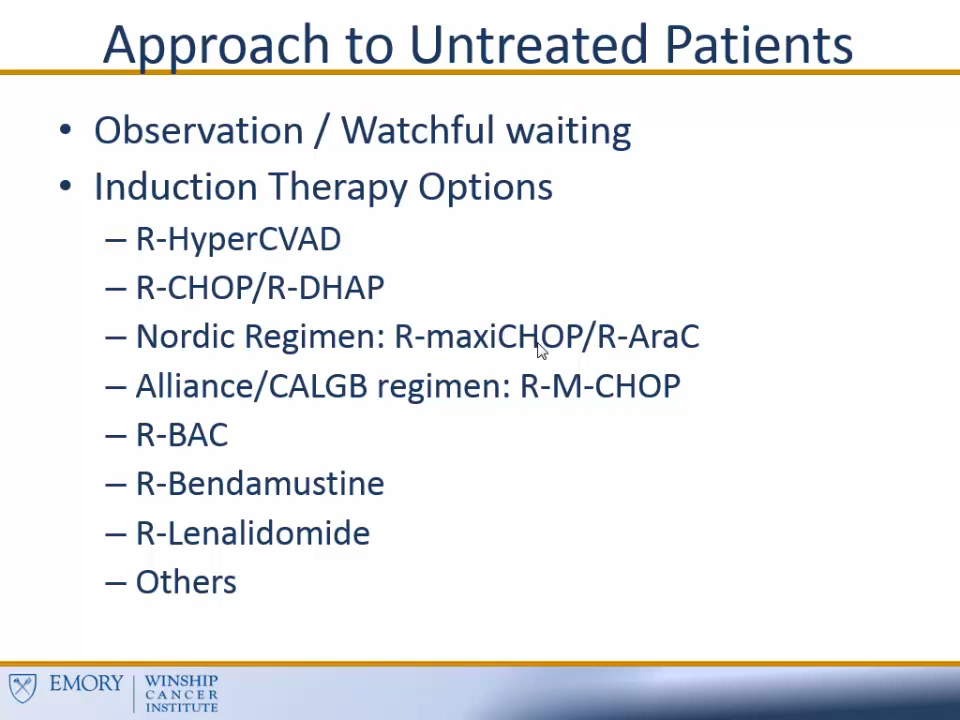 Approach to Untreated Patients
• Observation / Watchful waiting
• Induction Therapy Options
– R-HyperCVAD
– R-CHOP/R-DHAP
– Nordic Regimen: R-maxiCHOP/R-AraC
– Alliance/CALGB regimen: R-M-CHOP
– R-BAC
– R-Bendamustine
– R-Lenalidomide
– Others
EMORY
WINSHIP
CANCER
INSTITUTE